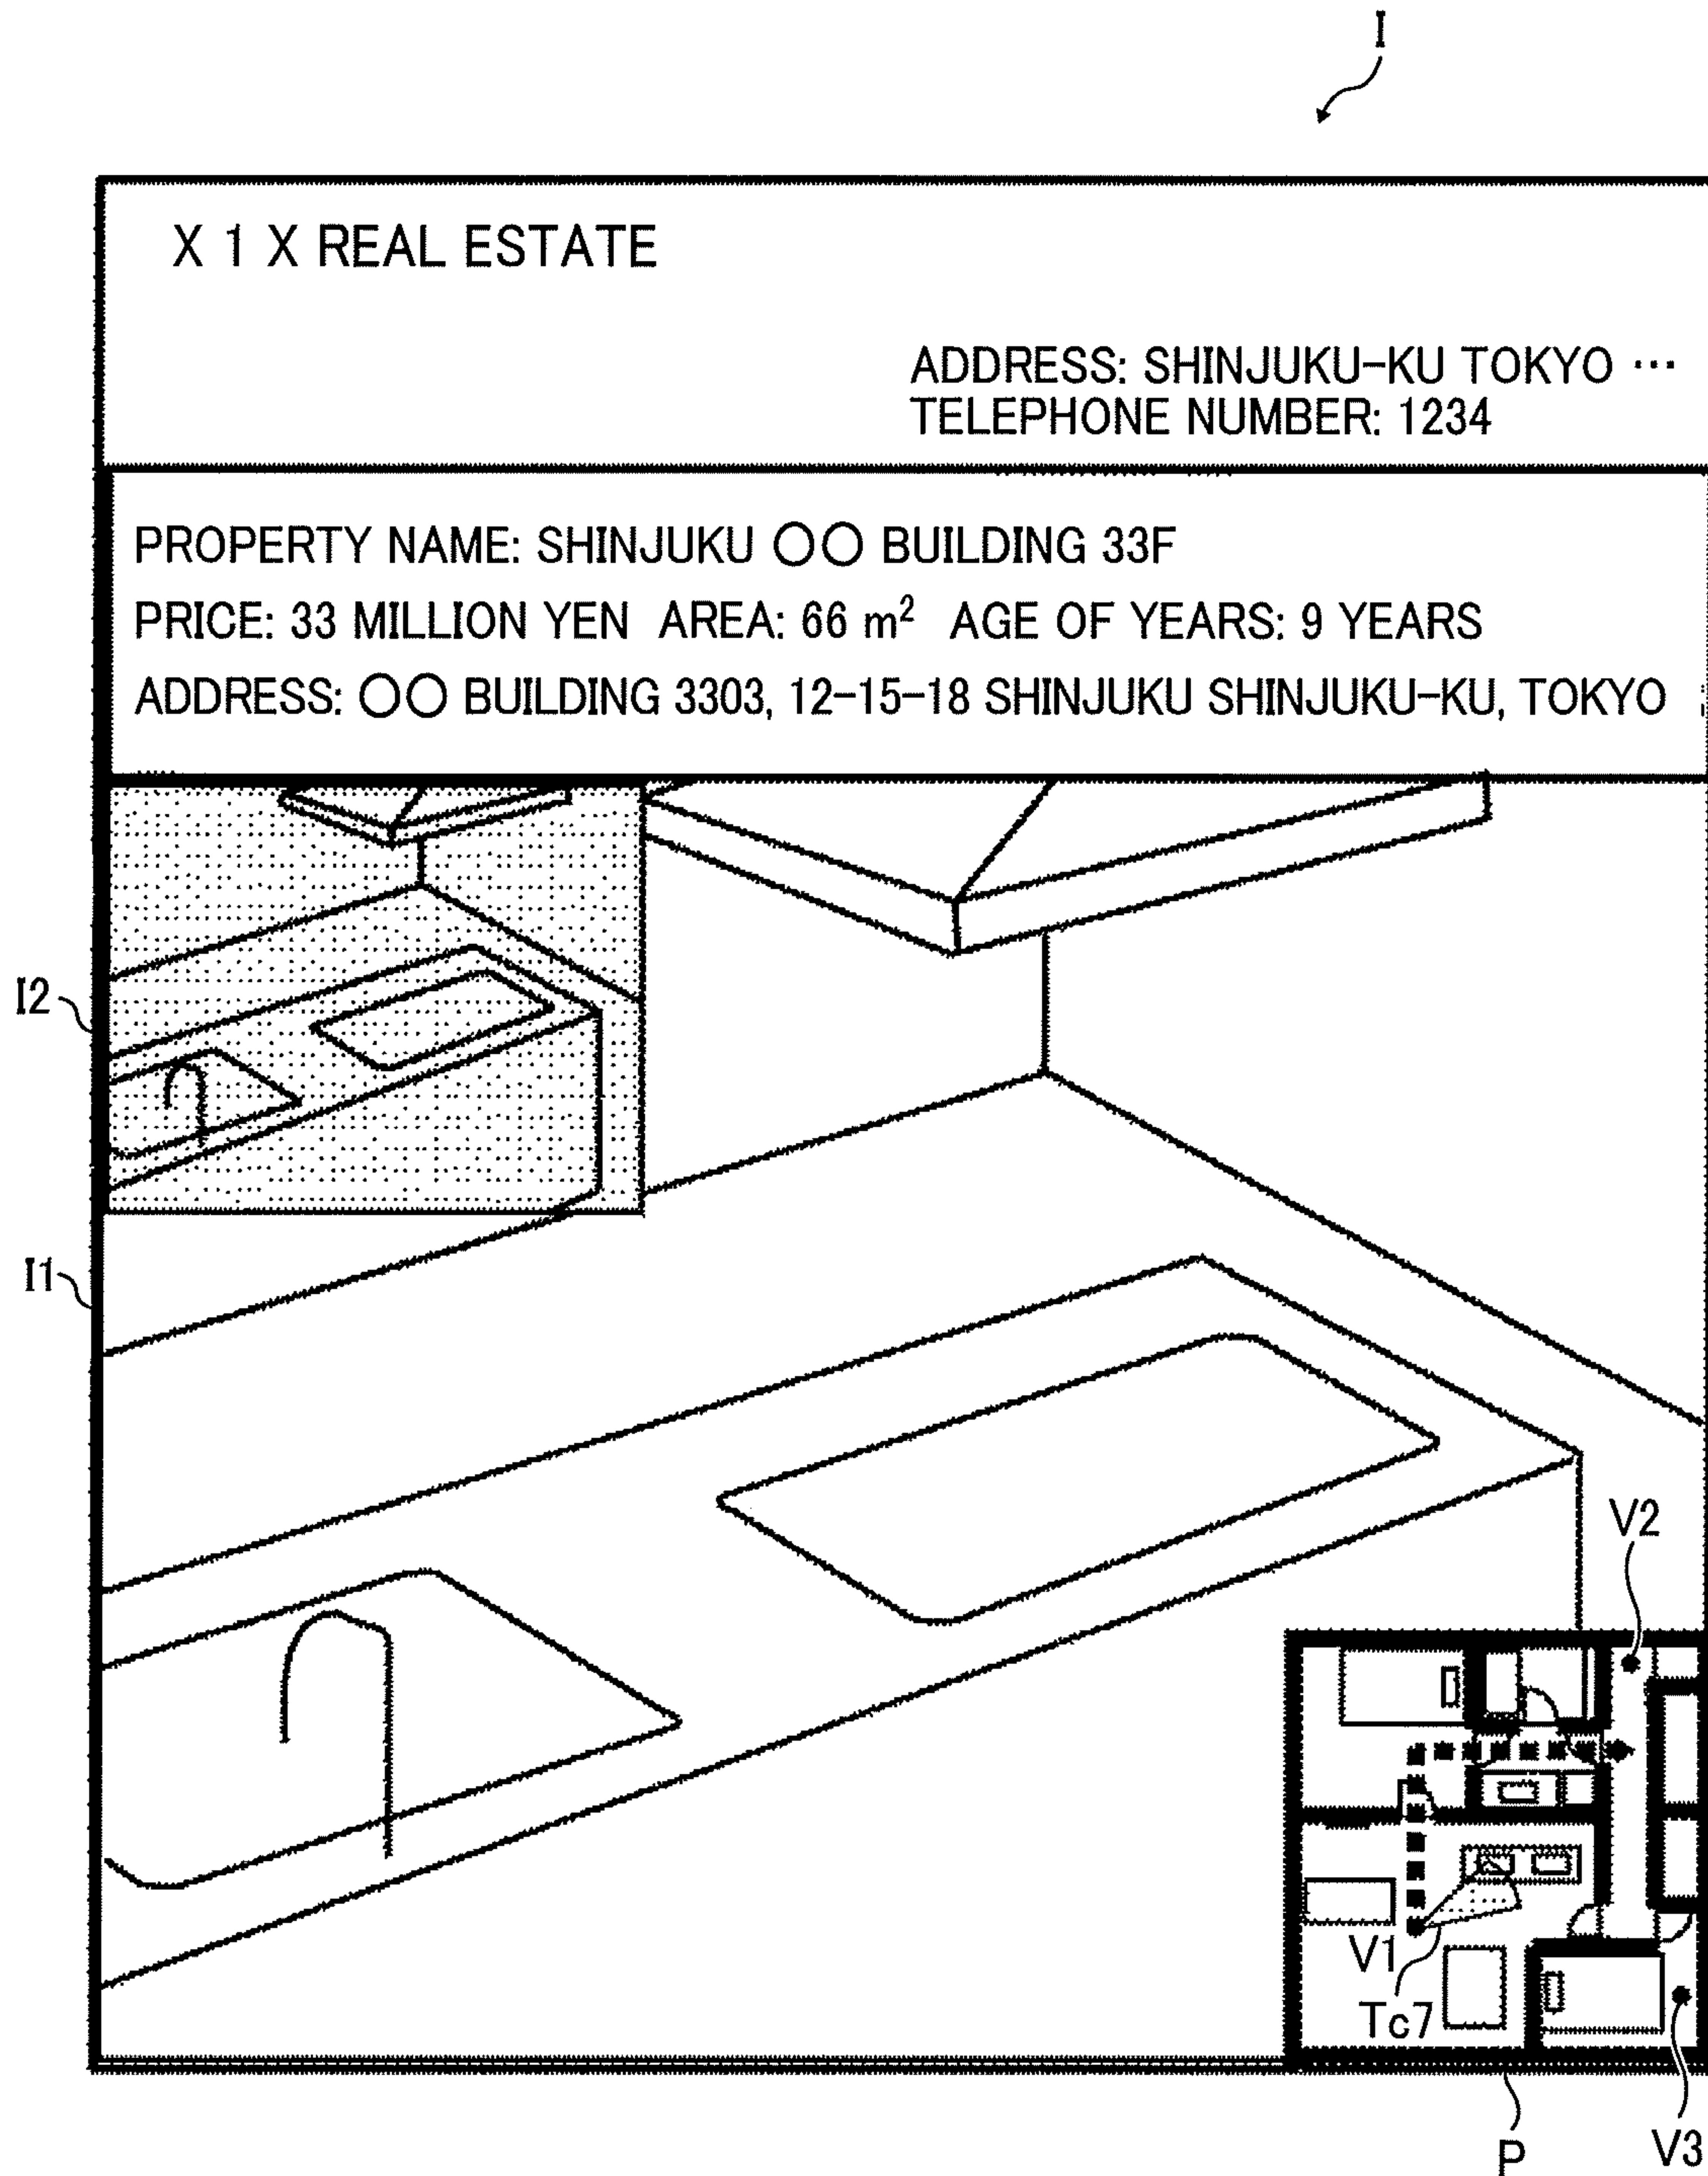 I
X 1 X REAL ESTATE
ADDRESS: SHINJUKU-KU TOKYO ···
TELEPHONE NUMBER: 1234
PROPERTY NAME: SHINJUKU ○○ BUILDING 33F
PRICE: 33 MILLION YEN AREA: 66 m² AGE OF YEARS: 9 YEARS
ADDRESS: ○○ BUILDING 3303, 12-15-18 SHINJUKU SHINJUKU-KU, TOKYO
I2
I1
V2
V1
Tc7
P
V3